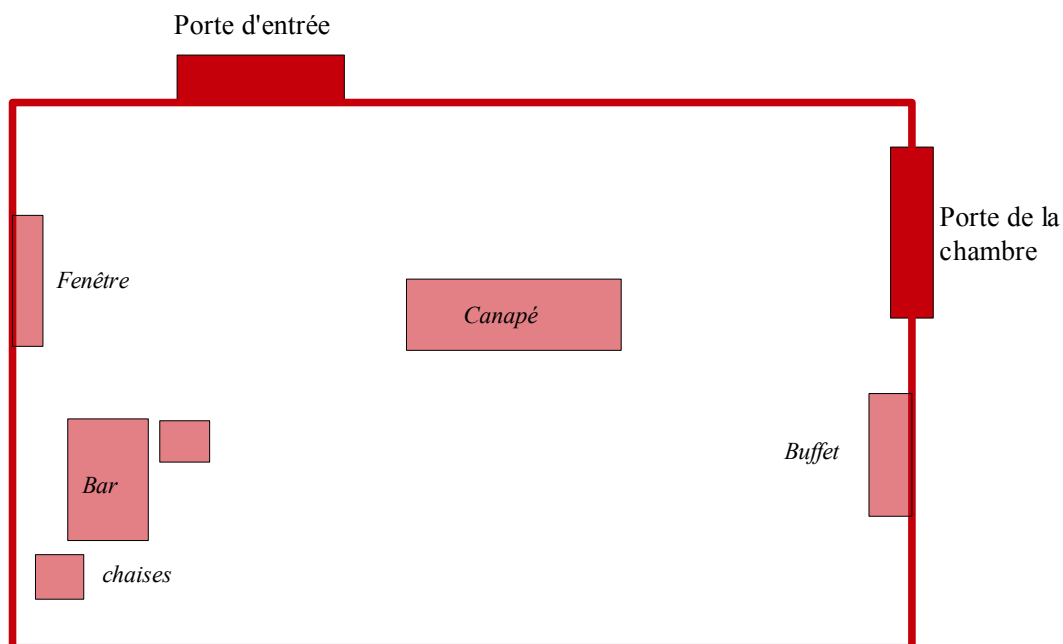 Porte d'entrée
Porte de la
chambre
Fenêtre
Canapé
Buffet
Bar
chaises